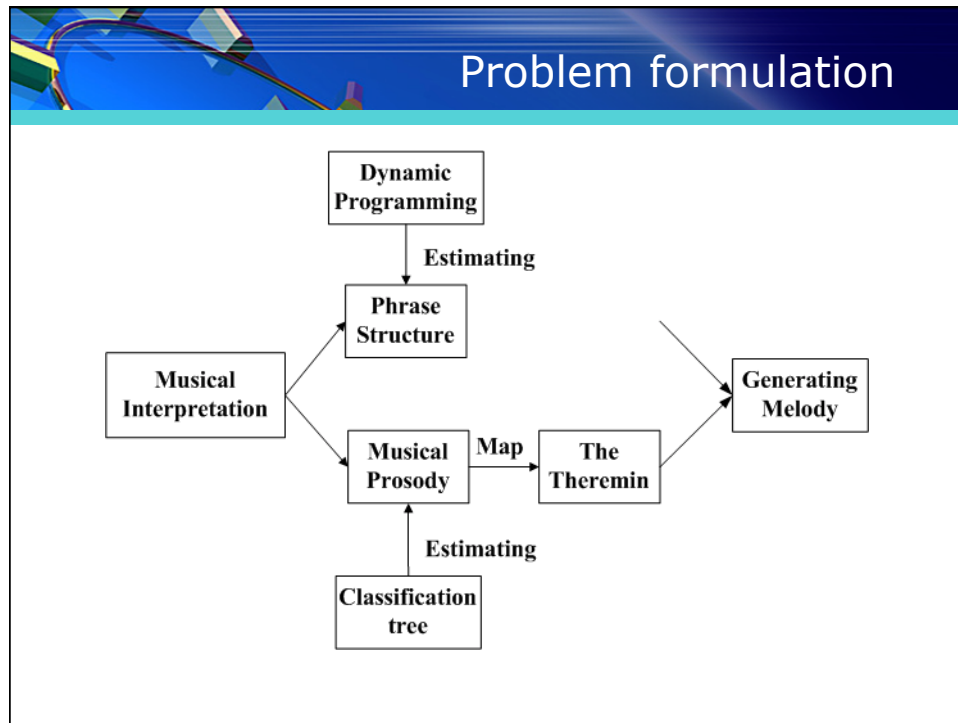 Problem formulation
Dynamic
Programming
Estimating
Phrase
Structure
Musical
Interpretation
Generating
Melody
Musical
Prosody
Map
The
Theremin
Estimating
Classification
tree